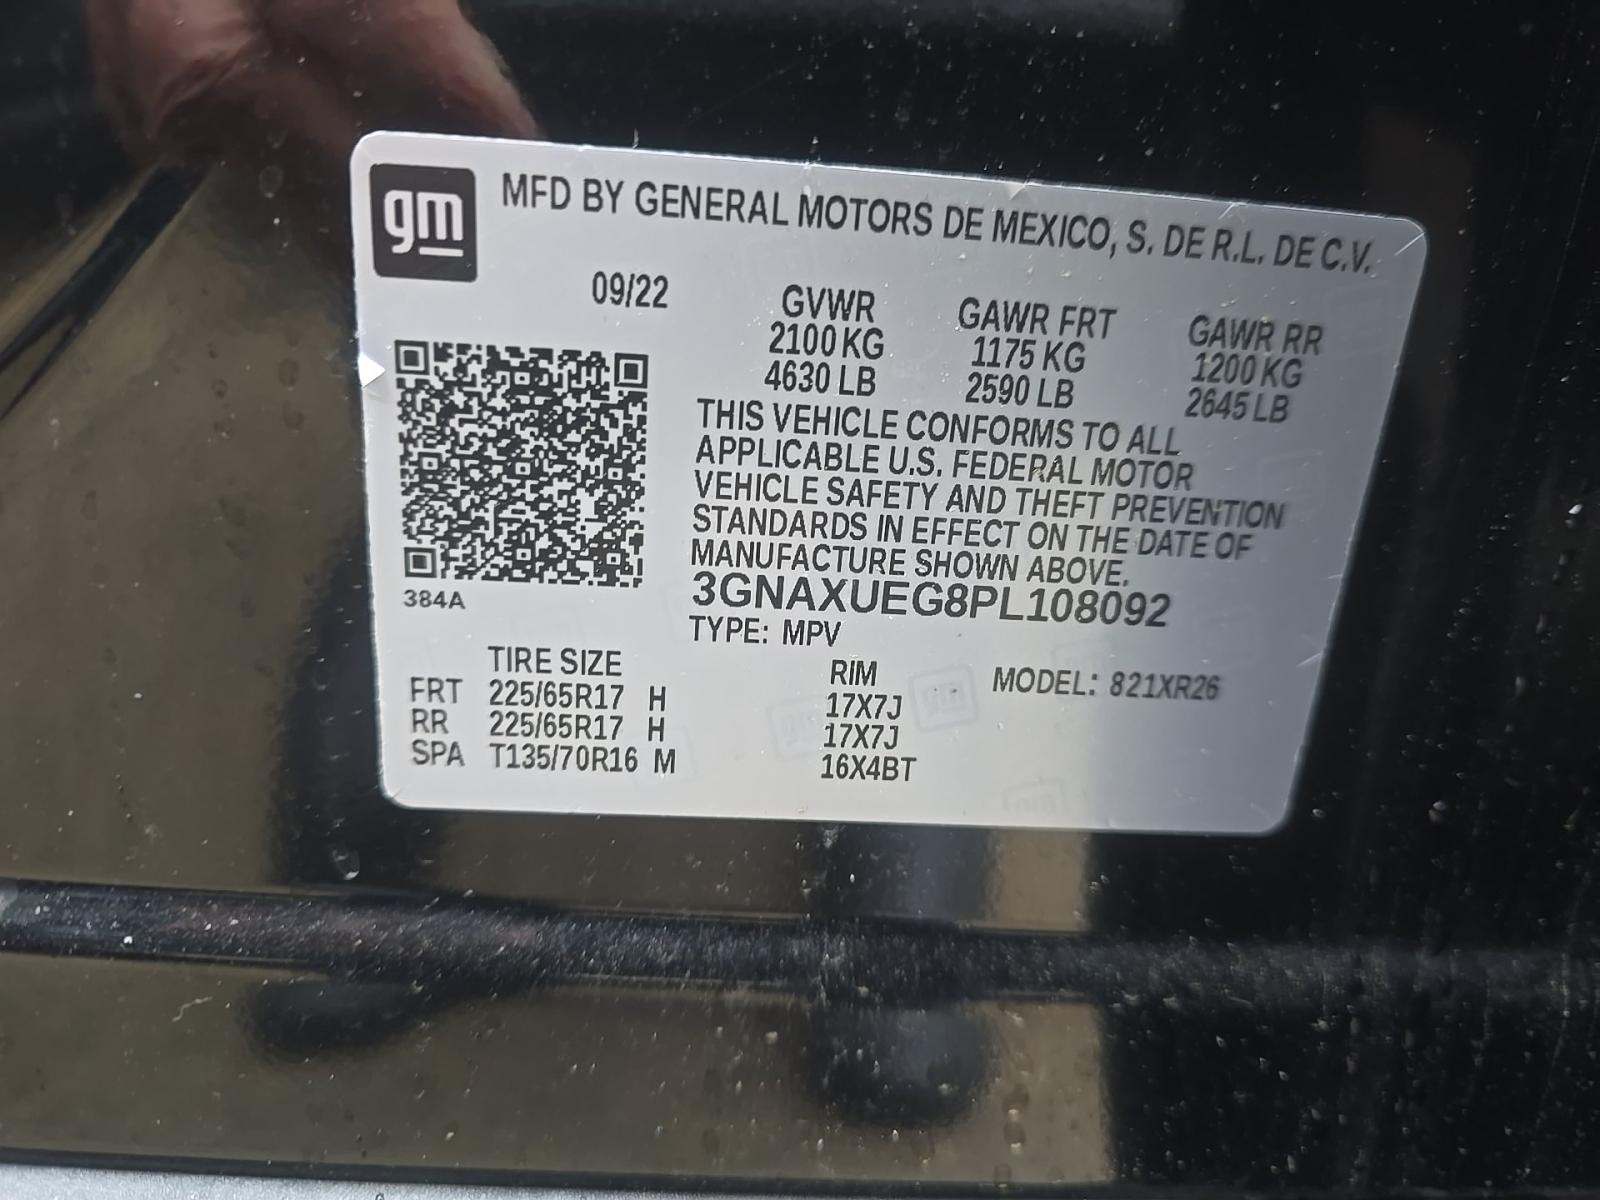 gm
MFD BY GENERAL MOTORS DE MEXICO, S. DE R.L. DE C.V.
09/22
GVWR GAWR FRT GAWR RR
2100 KG 1175 KG 1200 KG
4630 LB 2590 LB 2645 LB
THIS VEHICLE CONFORMS TO ALL
APPLICABLE U.S. FEDERAL MOTOR
VEHICLE SAFETY AND THEFT PREVENTION
STANDARDS IN EFFECT ON THE DATE OF
MANUFACTURE SHOWN ABOVE.
3GNAXUEG8PL108092
384A
TYPE: MPV
TIRE SIZE RIM MODEL: 821XR26
FRT 225/65R17 H 17X7J
RR 225/65R17 H 17X7J
SPA T135/70R16 M 16X4BT